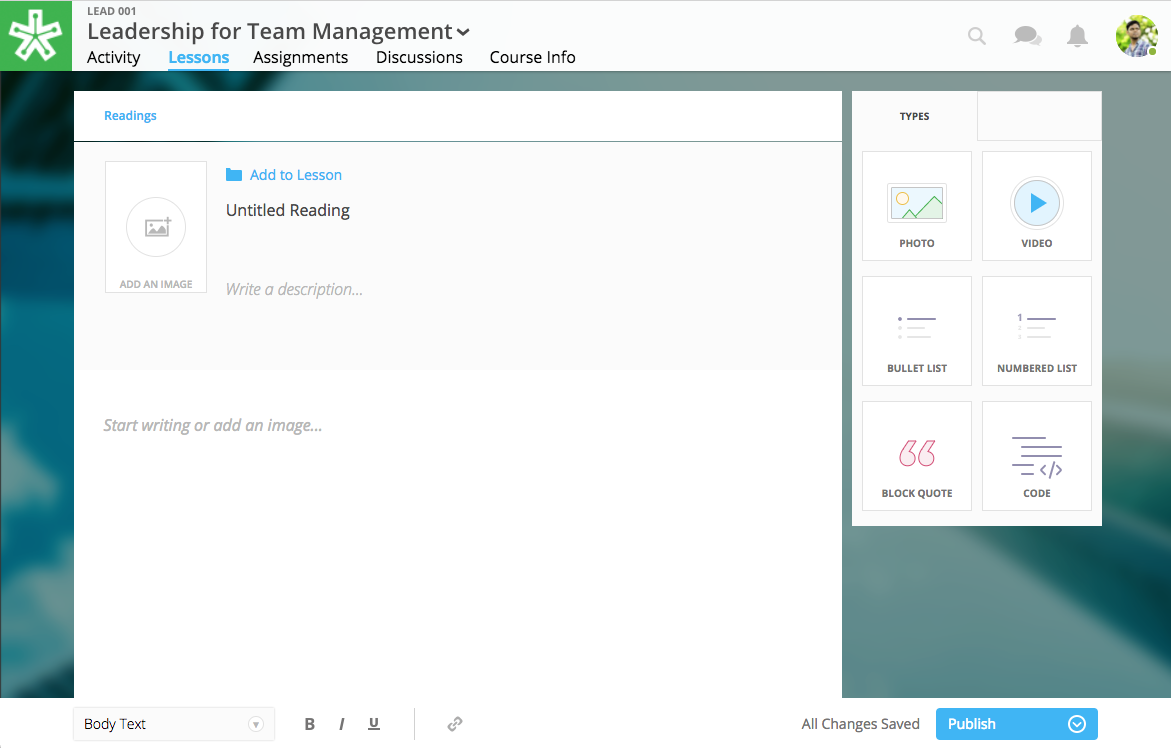 LEAD 001
Leadership for Team Management
Activity Lessons Assignments Discussions Course Info
Readings
Add to Lesson
Untitled Reading
ADD AN IMAGE
Write a description...
Start writing or add an image...
TYPES
PHOTO VIDEO
1
2
3
BULLET LIST NUMBERED LIST
</>
BLOCK QUOTE CODE
Body Text B I U All Changes Saved Publish